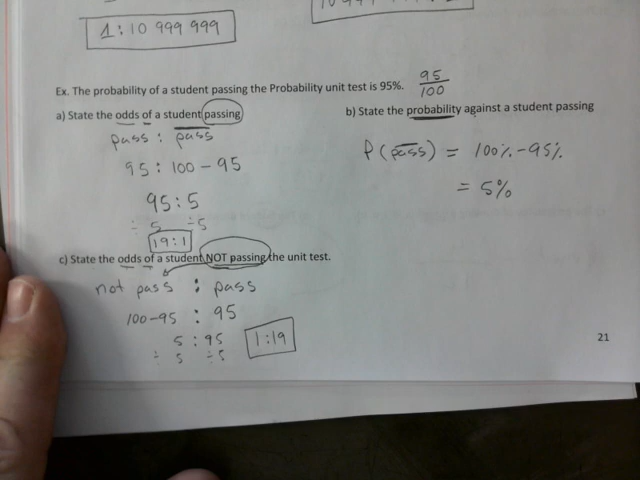 1:10 999 999
Ex. The probability of a student passing the Probability unit test is 95%. 95/100
a) State the odds of a student passing
pass : pass
95 : 100 - 95
95 : 5
÷ 5 ÷5
19:1
b) State the probability against a student passing
P(pass) = 100% - 95%
= 5%
c) State the odds of a student NOT passing the unit test.
not pass : pass
100-95 : 95
5 : 95
÷ 5 ÷5
1:19
21